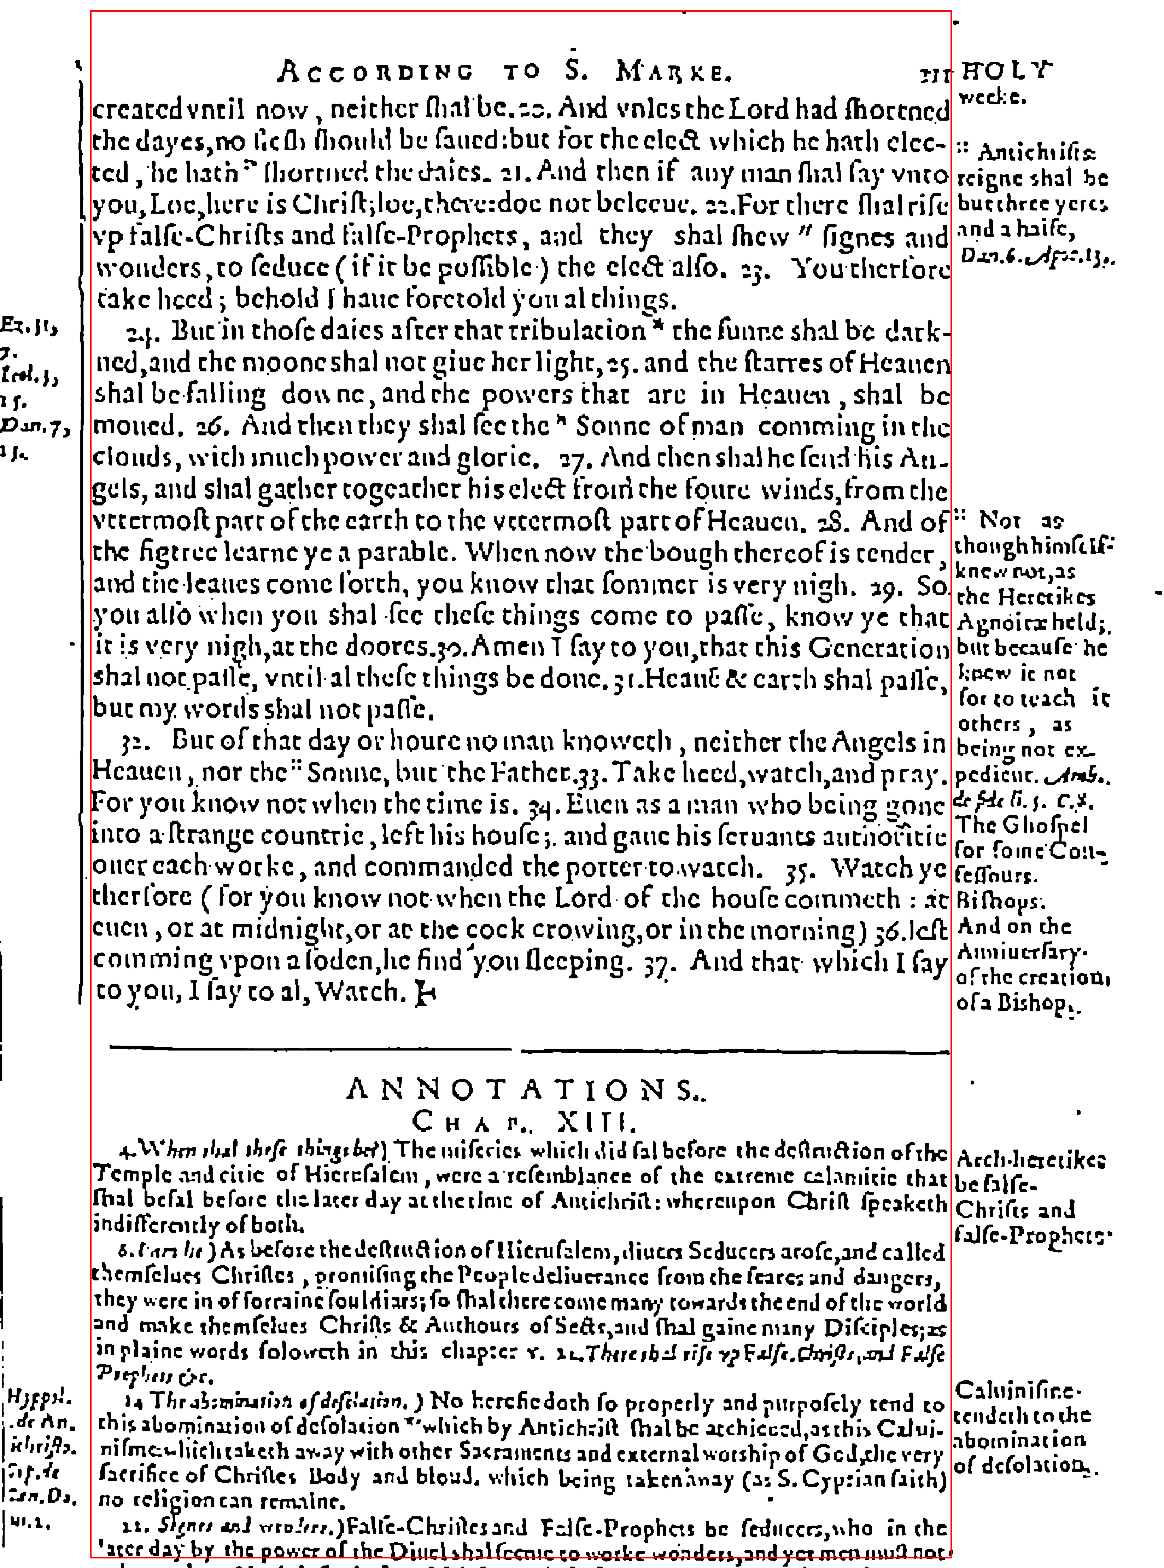 ACCORDING TO S. MARKE. 111
HOLY
weeke.
created vntil now, neither ſhal be. 20. And vnles the Lord had ſhortned
the dayes, no fleſh ſhould be ſaued: but for the elect which he hath elec-
ted, he hath :: ſhortned the daies. 21. And then if any man ſhal ſay vnto
you, Loe, here is Chriſt; loe, there: doe not beleeue. 22. For there ſhal riſe
vp falſe-Chriſts and falſe-Prophets, and they shal ſhew " ſignes and
wonders, to ſeduce (if it be poſſible) the elect alſo. 23. You therfore
take heed; behold I haue foretold you al things.
:: Antichriſts
reigne shal be
but three yeres
and a halfe,
Dan. 6. Apoc. 13.
24. But in thoſe daies after that tribulation * the ſunne shal be dark-
ned, and the moone shal not giue her light, 25. and the ſtarres of Heauen
shal be falling downe, and the powers that are in Heauen, shal be
moued. 26. And then they shal ſee the * Sonne of man comming in the
clouds, with much power and glorie. 27. And then shal he ſend his An-
gels, and shal gather togeather his elect from the foure winds, from the
vttermoſt part of the earth to the vttermoſt part of Heauen. 28. And of
the figtree learne ye a parable. When now the bough thereof is tender,
and the leaues come forth, you know that ſommer is very nigh. 29. So
you alſo when you shal ſee theſe things come to paſſe, know ye that
it is very nigh, at the doores. 30. Amen I ſay to you, that this Generation
shal not paſſe, vntil al theſe things be done. 31. Heauẽ & earth shal paſſe,
but my words shal not paſſe.
Ez. 32,
7.
Ioel. 3,
15.
Dan. 7,
13.
32. But of that day or houre no man knoweth, neither the Angels in
Heauen, nor the :: Sonne, but the Father. 33. Take heed, watch, and pray.
For you know not when the time is. 34. Euen as a man who being gone
into a ſtrange countrie, left his houſe; and gaue his ſeruants authoritie
ouer each worke, and commanded the porter to watch. 35. Watch ye
therfore (for you know not when the Lord of the houſe commeth: at
euen, or at midnight, or at the cock crowing, or in the morning) 36. leſt
comming vpon a ſoden, he find you ſleeping. 37. And that which I ſay
to you, I ſay to al, Watch.
:: Not as
though himſelf
knew not, as
the Heretikes
Agnoitæ held;
but becauſe he
knew it not
for to teach it
others, as
being not ex-
pedient. Amb.
de fide li. 5. c. 8.
The Ghoſpel
for ſome Con-
feſſours.
Biſhops.
And on the
Anniuerſary
of the creation
of a Bishop.
ANNOTATIONS.
CHAP. XIII.
4. When shal theſe things be?) The miſeries which did fal before the deſtruction of the
Temple and citie of Hieruſalem, were a reſemblance of the extreme calamitie that
ſhal befal before the later day at the time of Antichriſt: whereupon Chriſt ſpeaketh
indifferently of both.
6. I am he) As before the deſtruction of Hieruſalem, diuers Seducers aroſe, and called
themſelues Chriſtes, promiſing the People deliuerance from the feares and dangers,
they were in of forraine ſouldiars; ſo ſhal there come many towards the end of the world
and make themſelues Chriſts & Authours of Sects, and ſhal gaine many Diſciples; as
in plaine words foloweth in this chapter v. 22. There shal riſe vp Falſe-Chriſts, and Falſe
Prophets &c.
Arch-heretikes
be falſe-
Chriſts and
falſe-Prophets.
14 The abomination of deſolation.) No hereſie doth ſo properly and purpoſely tend to
this abomination of deſolation which by Antichriſt ſhal be atchieued, as this Calui-
niſme which taketh away with other Sacraments and external worship of God, the very
ſacrifice of Chriſtes Body and bloud. which being taken away (as S. Cyprian ſaith)
no religion can remaine.
Hyppol.
de An-
tichriſto.
Caluiniſme
tendeth to the
abomination
of deſolation.
22. Signes and wonders.) Falſe-Chriſtes and Falſe-Prophets be ſeducers, who in the
later day by the power of the Diuel shal ſeeme to worke wonders, and yet men muſt not